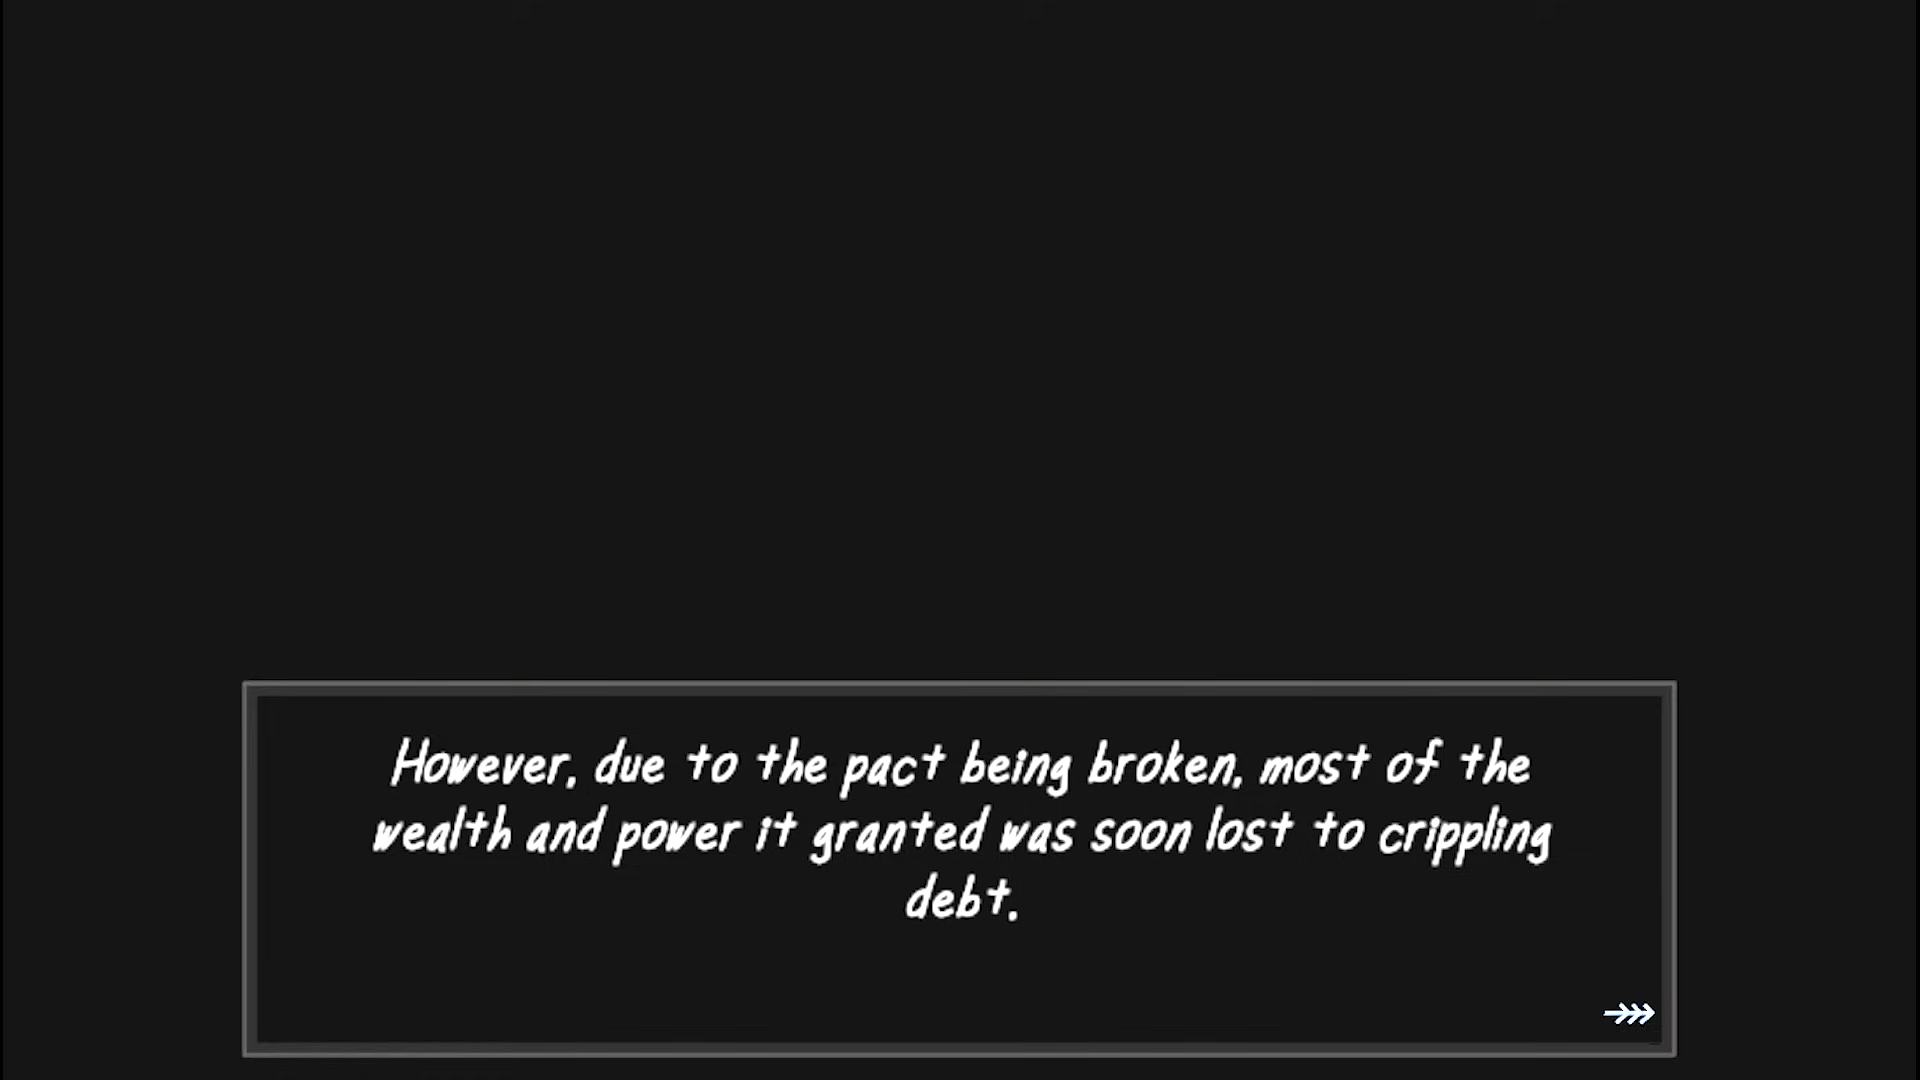 However, due to the pact being broken, most of the
wealth and power it granted was soon lost to crippling
debt.